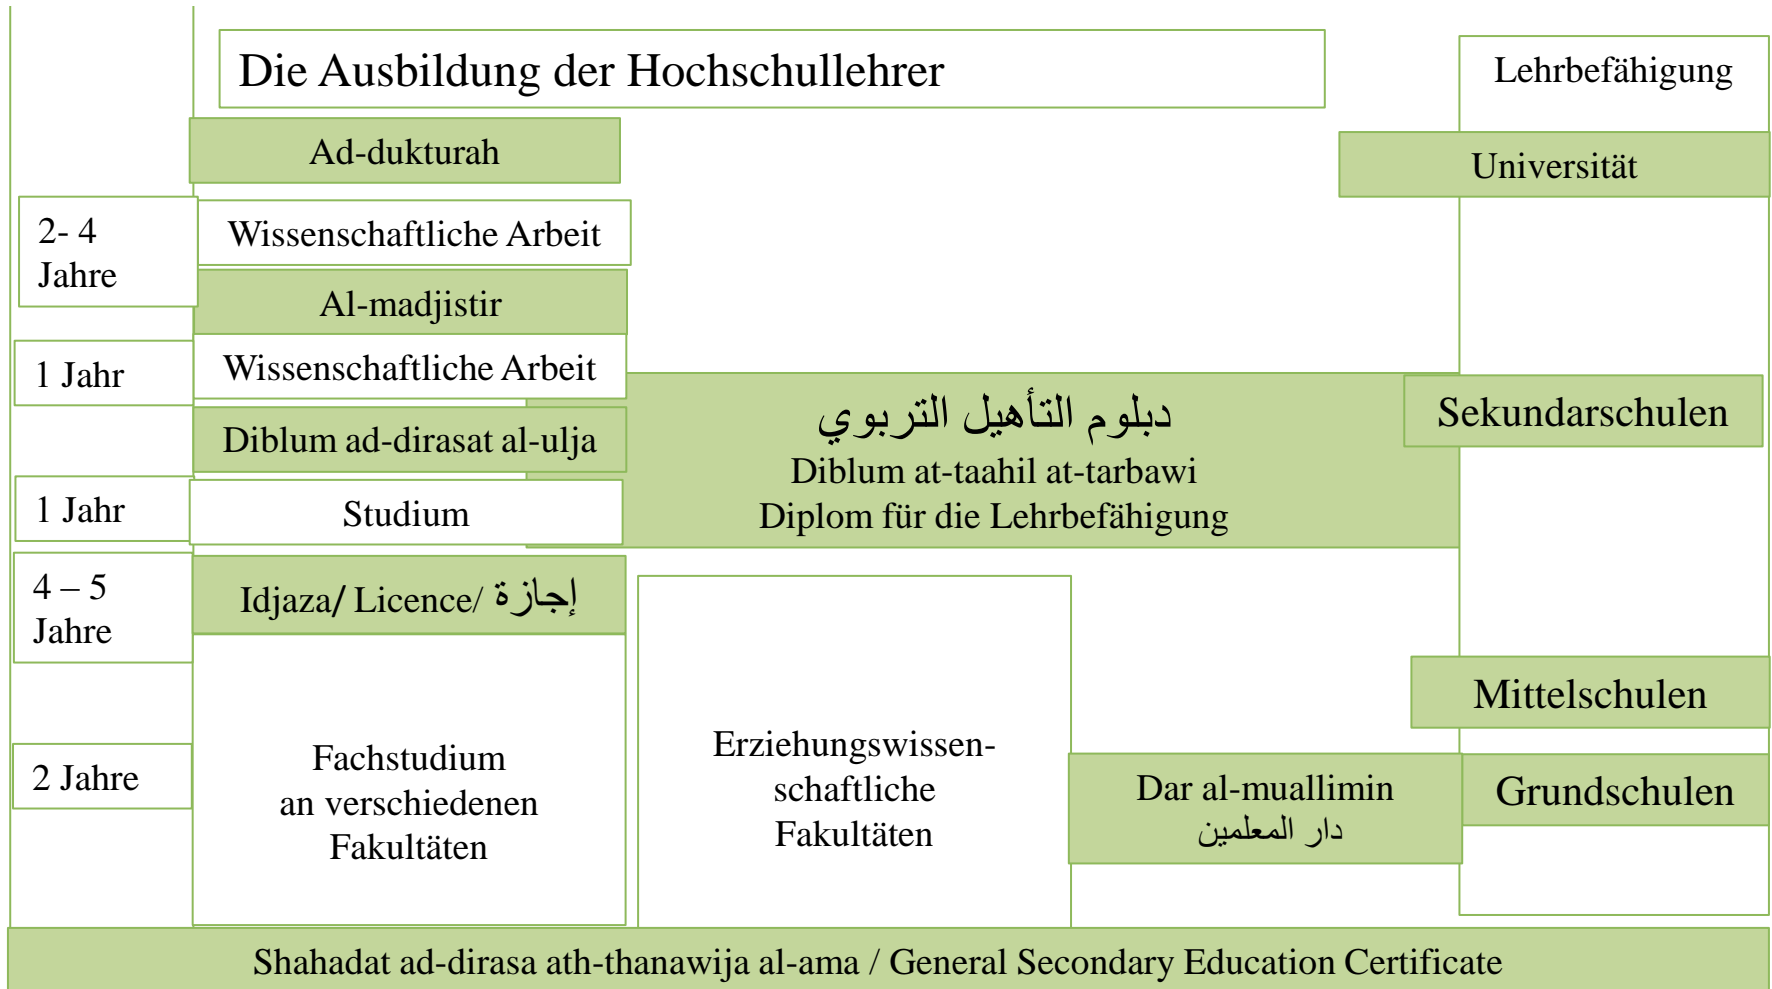 Die Ausbildung der Hochschullehrer
Lehrbefähigung
Ad-dukturah
Universität
2- 4
Jahre
Wissenschaftliche Arbeit
Al-madjistir
1 Jahr
Wissenschaftliche Arbeit
دبلوم التأهيل التربوي
Diblum at-taahil at-tarbawi
Diplom für die Lehrbefähigung
Sekundarschulen
Diblum ad-dirasat al-ulja
1 Jahr
Studium
4 – 5
Jahre
Idjaza/ Licence/ إجازة
Mittelschulen
2 Jahre
Fachstudium
an verschiedenen
Fakultäten
Erziehungswissen-
schaftliche
Fakultäten
Dar al-muallimin
دار المعلمين
Grundschulen
Shahadat ad-dirasa ath-thanawija al-ama / General Secondary Education Certificate